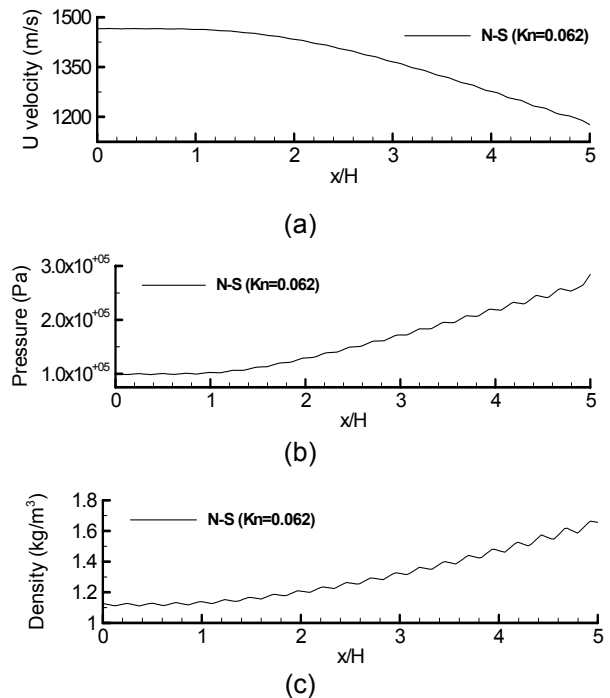 1500
1350
1200
U velocity (m/s)
N-S (Kn=0.062)
0 1 2 3 4 5
x/H
(a)
3.0x10+05
2.0x10+05
1.0x10+05
Pressure (Pa)
N-S (Kn=0.062)
0 1 2 3 4 5
x/H
(b)
1.8
1.6
1.4
1.2
1
Density (kg/m³)
N-S (Kn=0.062)
0 1 2 3 4 5
x/H
(c)